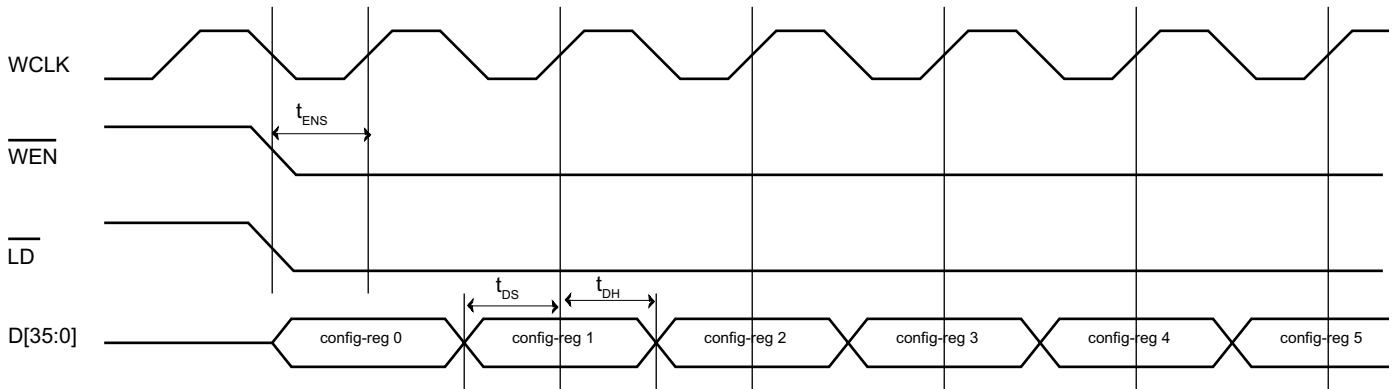 WCLK
t_ENS
WEN
LD
t_DS
t_DH
D[35:0]
config-reg 0
config-reg 1
config-reg 2
config-reg 3
config-reg 4
config-reg 5